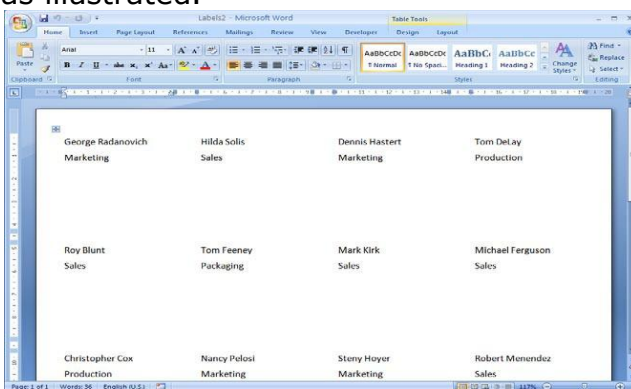 as illustrated.
Labels2 - Microsoft Word
Table Tools
Home Insert Page Layout References Mailings Review View Developer Design Layout
Arial 11
Paste
B I U abc x, x² Aa
AaBbCcDc AaBbCcDc AaBbC AaBbCc
¶ Normal ¶ No Spaci... Heading 1 Heading 2
Change Styles
Find
Replace
Select
Clipboard Font Paragraph Styles Editing
George Radanovich Hilda Solis Dennis Hastert Tom DeLay
Marketing Sales Marketing Production
Roy Blunt Tom Feeney Mark Kirk Michael Ferguson
Sales Packaging Sales Sales
Christopher Cox Nancy Pelosi Steny Hoyer Robert Menendez
Production Marketing Marketing Sales
Page: 1 of 1 Words: 36 English (U.S.) 117%